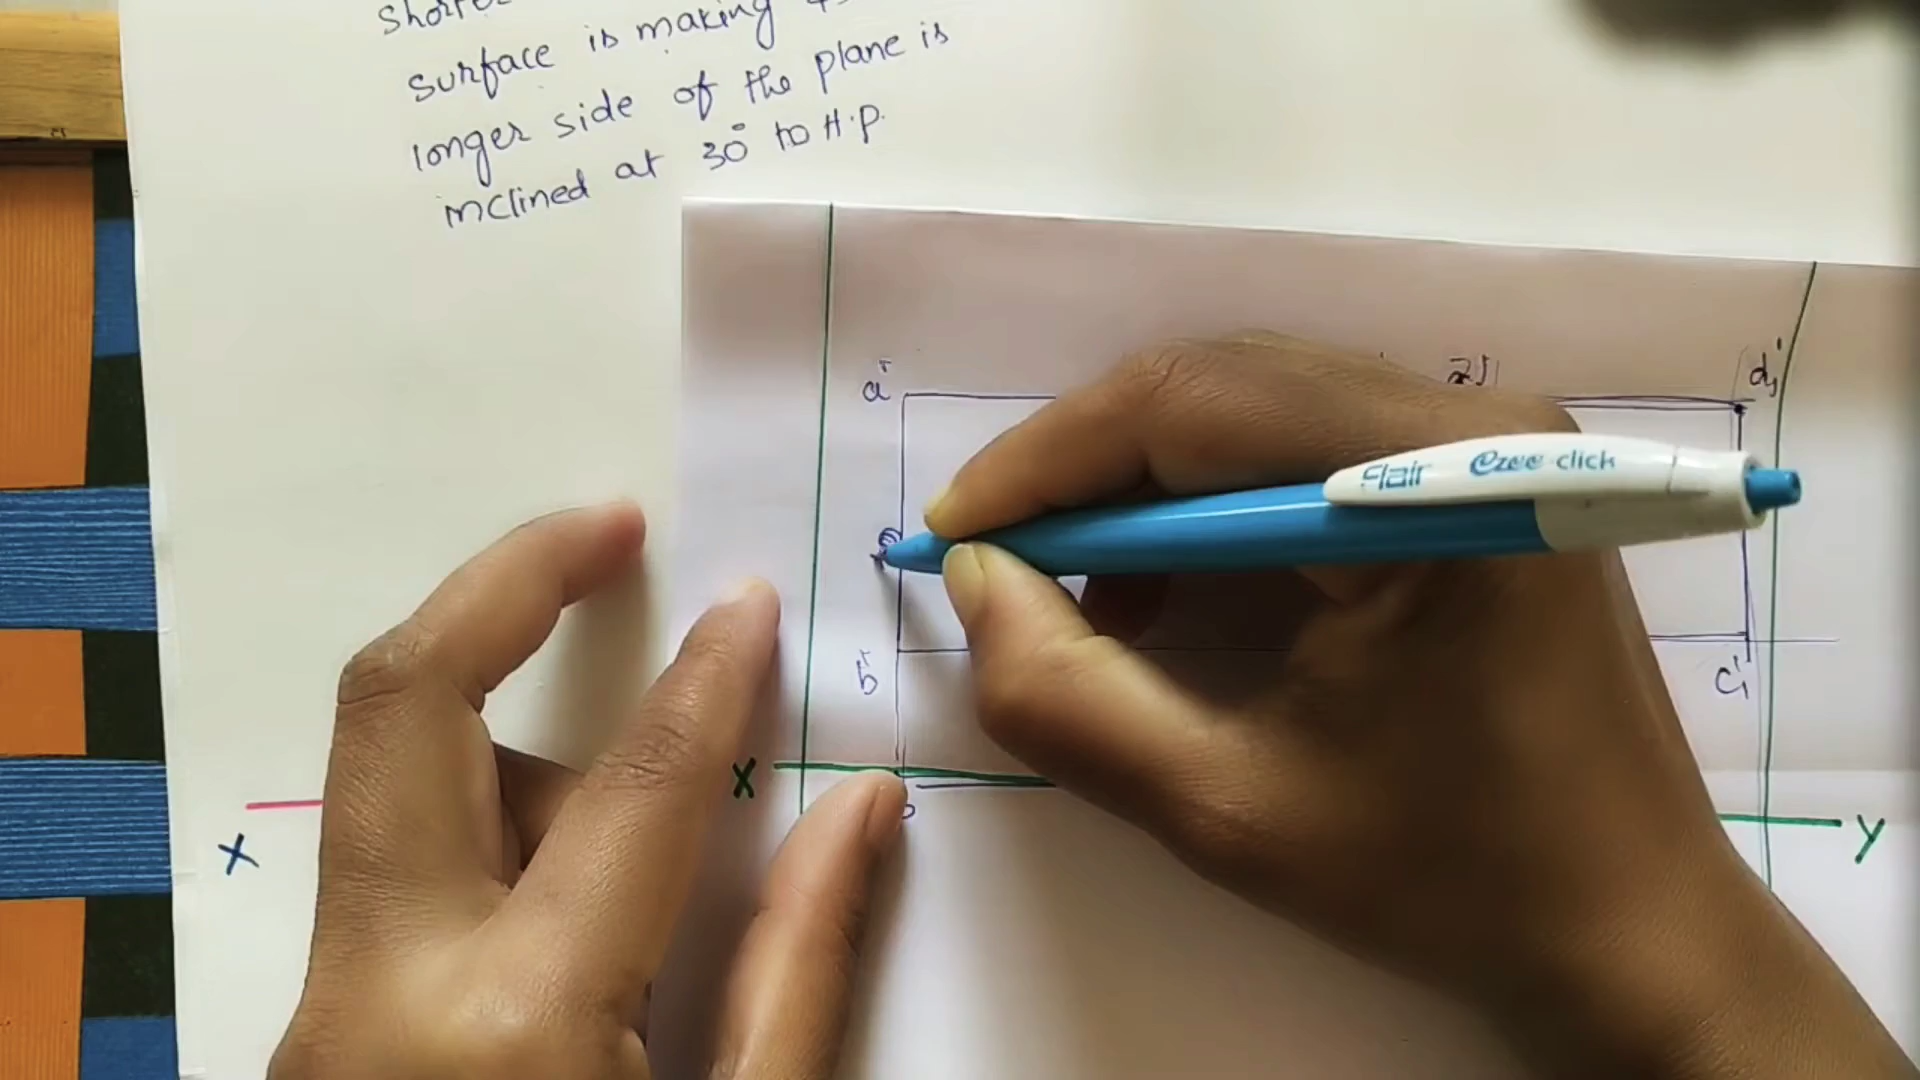 surface is making
longer side of the plane is
inclined at 30° to H.P.
a'
d₁'
Flair Ezee click
b'
c₁'
X
X
Y